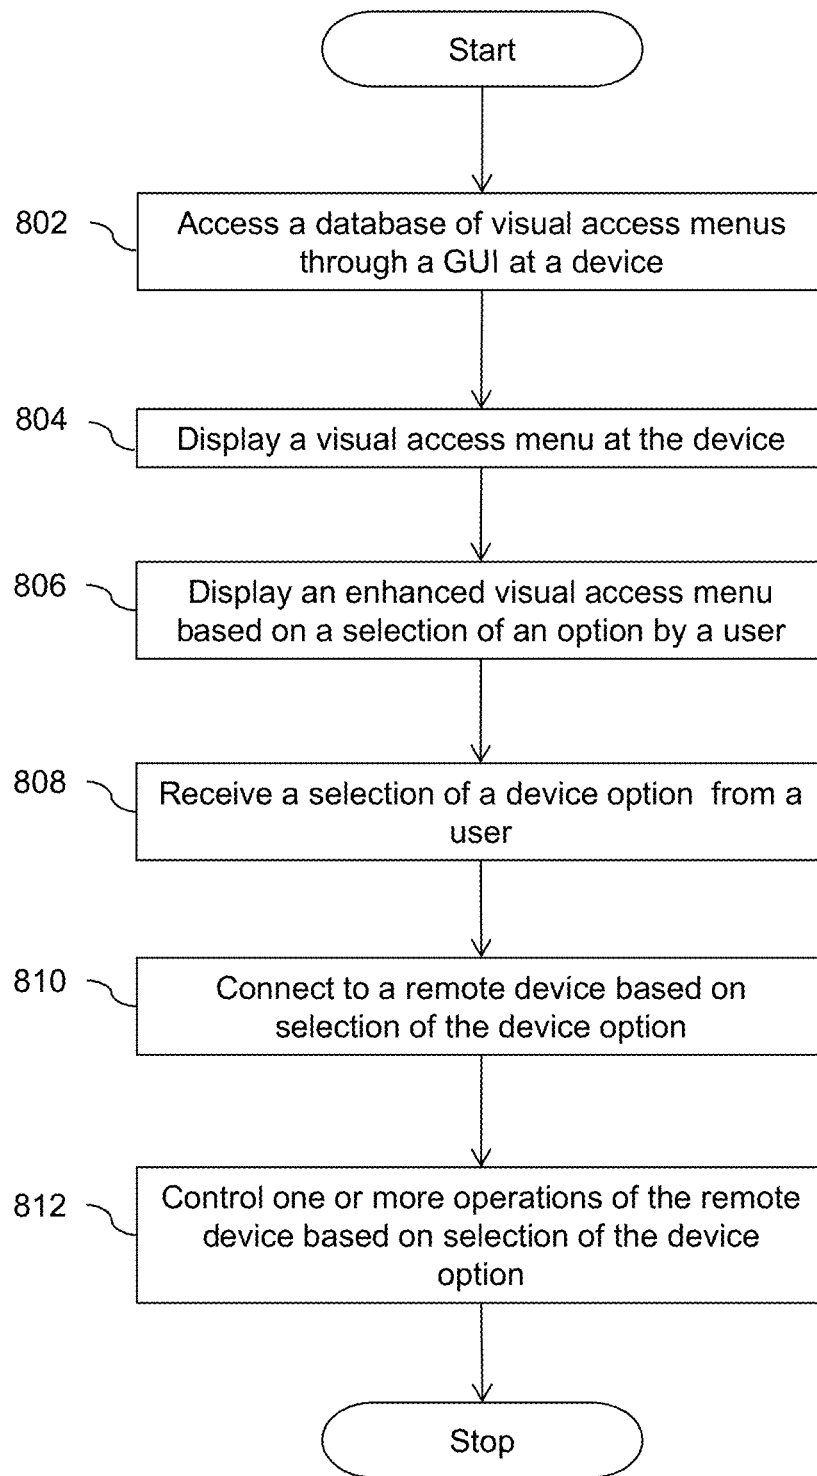 Start
802
Access a database of visual access menus
through a GUI at a device
804
Display a visual access menu at the device
806
Display an enhanced visual access menu
based on a selection of an option by a user
808
Receive a selection of a device option from a
user
810
Connect to a remote device based on
selection of the device option
812
Control one or more operations of the remote
device based on selection of the device
option
Stop